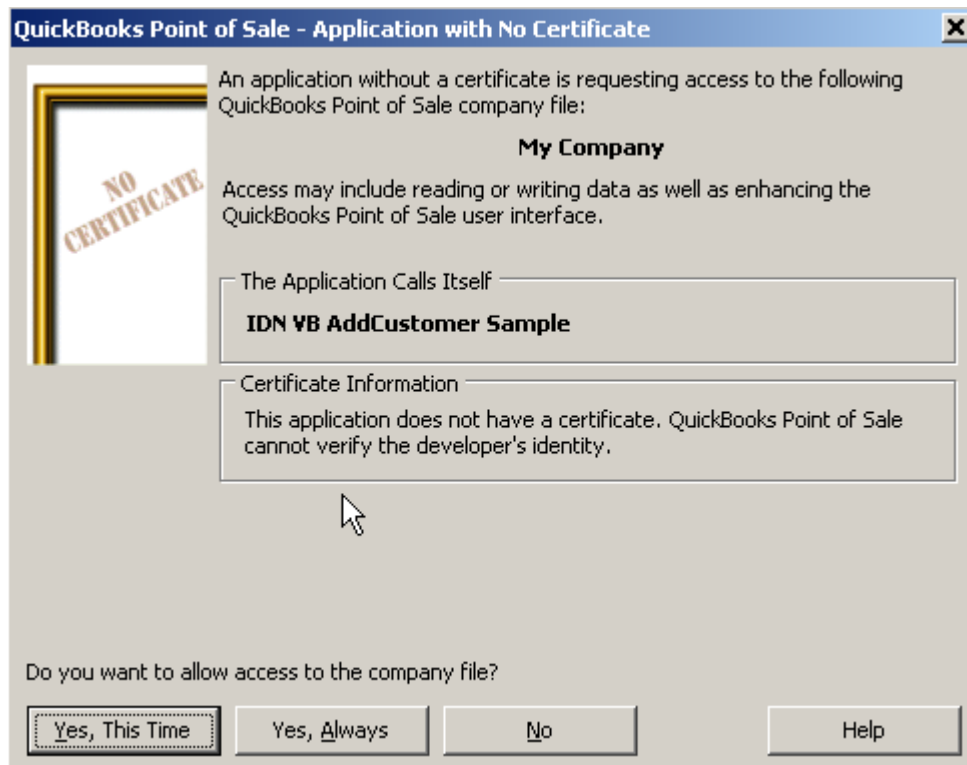 QuickBooks Point of Sale - Application with No Certificate
An application without a certificate is requesting access to the following
QuickBooks Point of Sale company file:
My Company
NO
CERTIFICATE
Access may include reading or writing data as well as enhancing the
QuickBooks Point of Sale user interface.
The Application Calls Itself
IDN VB AddCustomer Sample
Certificate Information
This application does not have a certificate. QuickBooks Point of Sale
cannot verify the developer's identity.
Do you want to allow access to the company file?
Yes, This Time
Yes, Always
No
Help